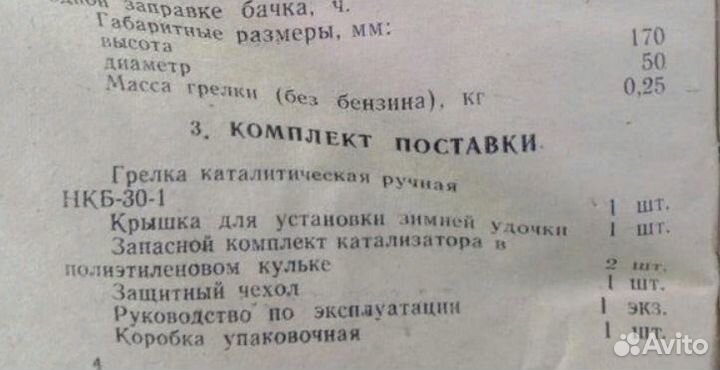 одной заправке бачка, ч.
Габаритные размеры, мм:
высота 170
диаметр 50
Масса грелки (без бензина), кг 0,25
3. КОМПЛЕКТ ПОСТАВКИ
Грелка каталитическая ручная
НКБ-30-1 1 шт.
Крышка для установки зимней удочки 1 шт.
Запасной комплект катализатора в
полиэтиленовом кульке 2 шт.
Защитный чехол 1 шт.
Руководство по эксплуатации 1 экз.
Коробка упаковочная 1 шт.
4
Avito